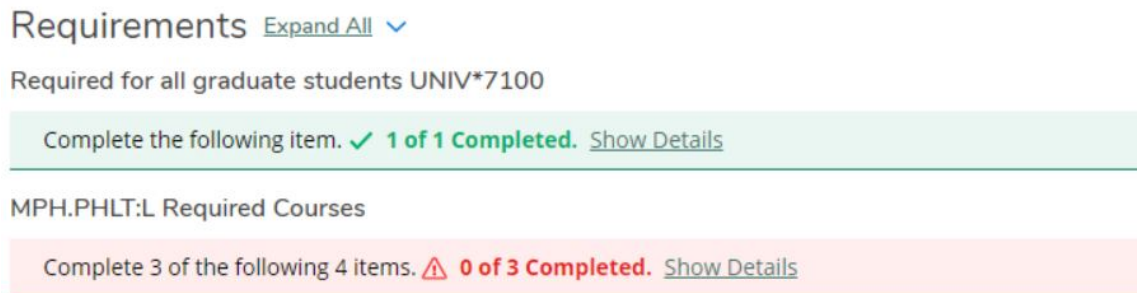 Requirements Expand All
Required for all graduate students UNIV*7100
Complete the following item. 1 of 1 Completed. Show Details
MPH.PHLT:L Required Courses
Complete 3 of the following 4 items. 0 of 3 Completed. Show Details